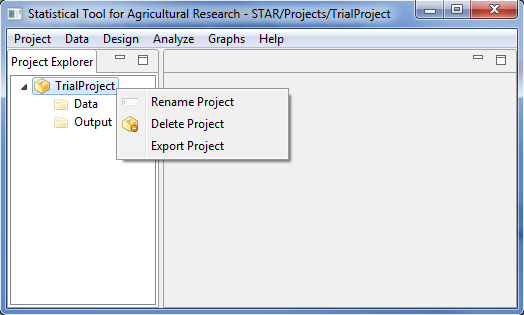 Statistical Tool for Agricultural Research - STAR/Projects/TrialProject
Project Data Design Analyze Graphs Help
Project Explorer
TrialProject
Data
Output
Rename Project
Delete Project
Export Project